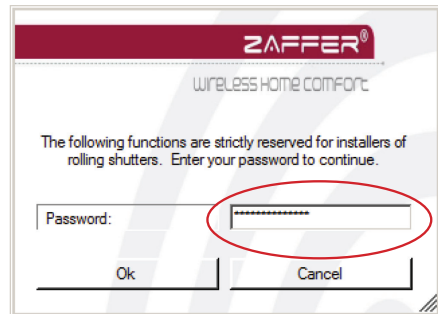 ZAFFER®
WIRELESS HOME COMFORT
The following functions are strictly reserved for installers of
rolling shutters. Enter your password to continue.
Password: **************
Ok Cancel